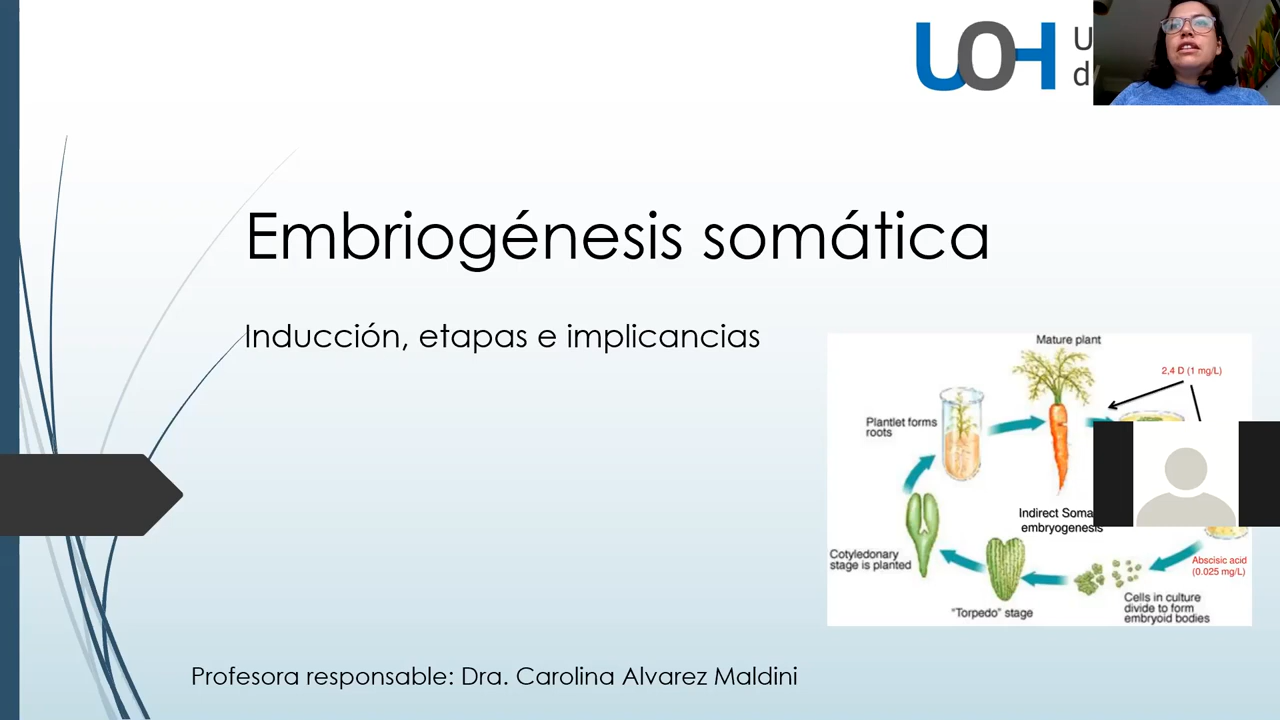 UOH
Embriogénesis somática
Inducción, etapas e implicancias
Mature plant
2,4 D (1 mg/L)
Plantlet forms
roots
Indirect
embryogenesis
Cotyledonary
stage is planted
Abscisic acid
(0.025 mg/L)
"Torpedo" stage
Cells in culture
divide to form
embryoid bodies
Profesora responsable: Dra. Carolina Alvarez Maldini